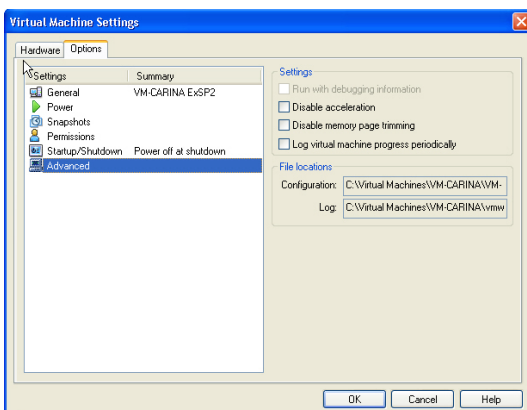 Virtual Machine Settings
Hardware Options
Settings Summary
General VM-CARINA ExSP2
Power
Snapshots
Permissions
Startup/Shutdown Power off at shutdown
Advanced
Settings
Run with debugging information
Disable acceleration
Disable memory page trimming
Log virtual machine progress periodically
File locations
Configuration: C:\Virtual Machines\VM-CARINA\VM-
Log: C:\Virtual Machines\VM-CARINA\vmw
OK Cancel Help